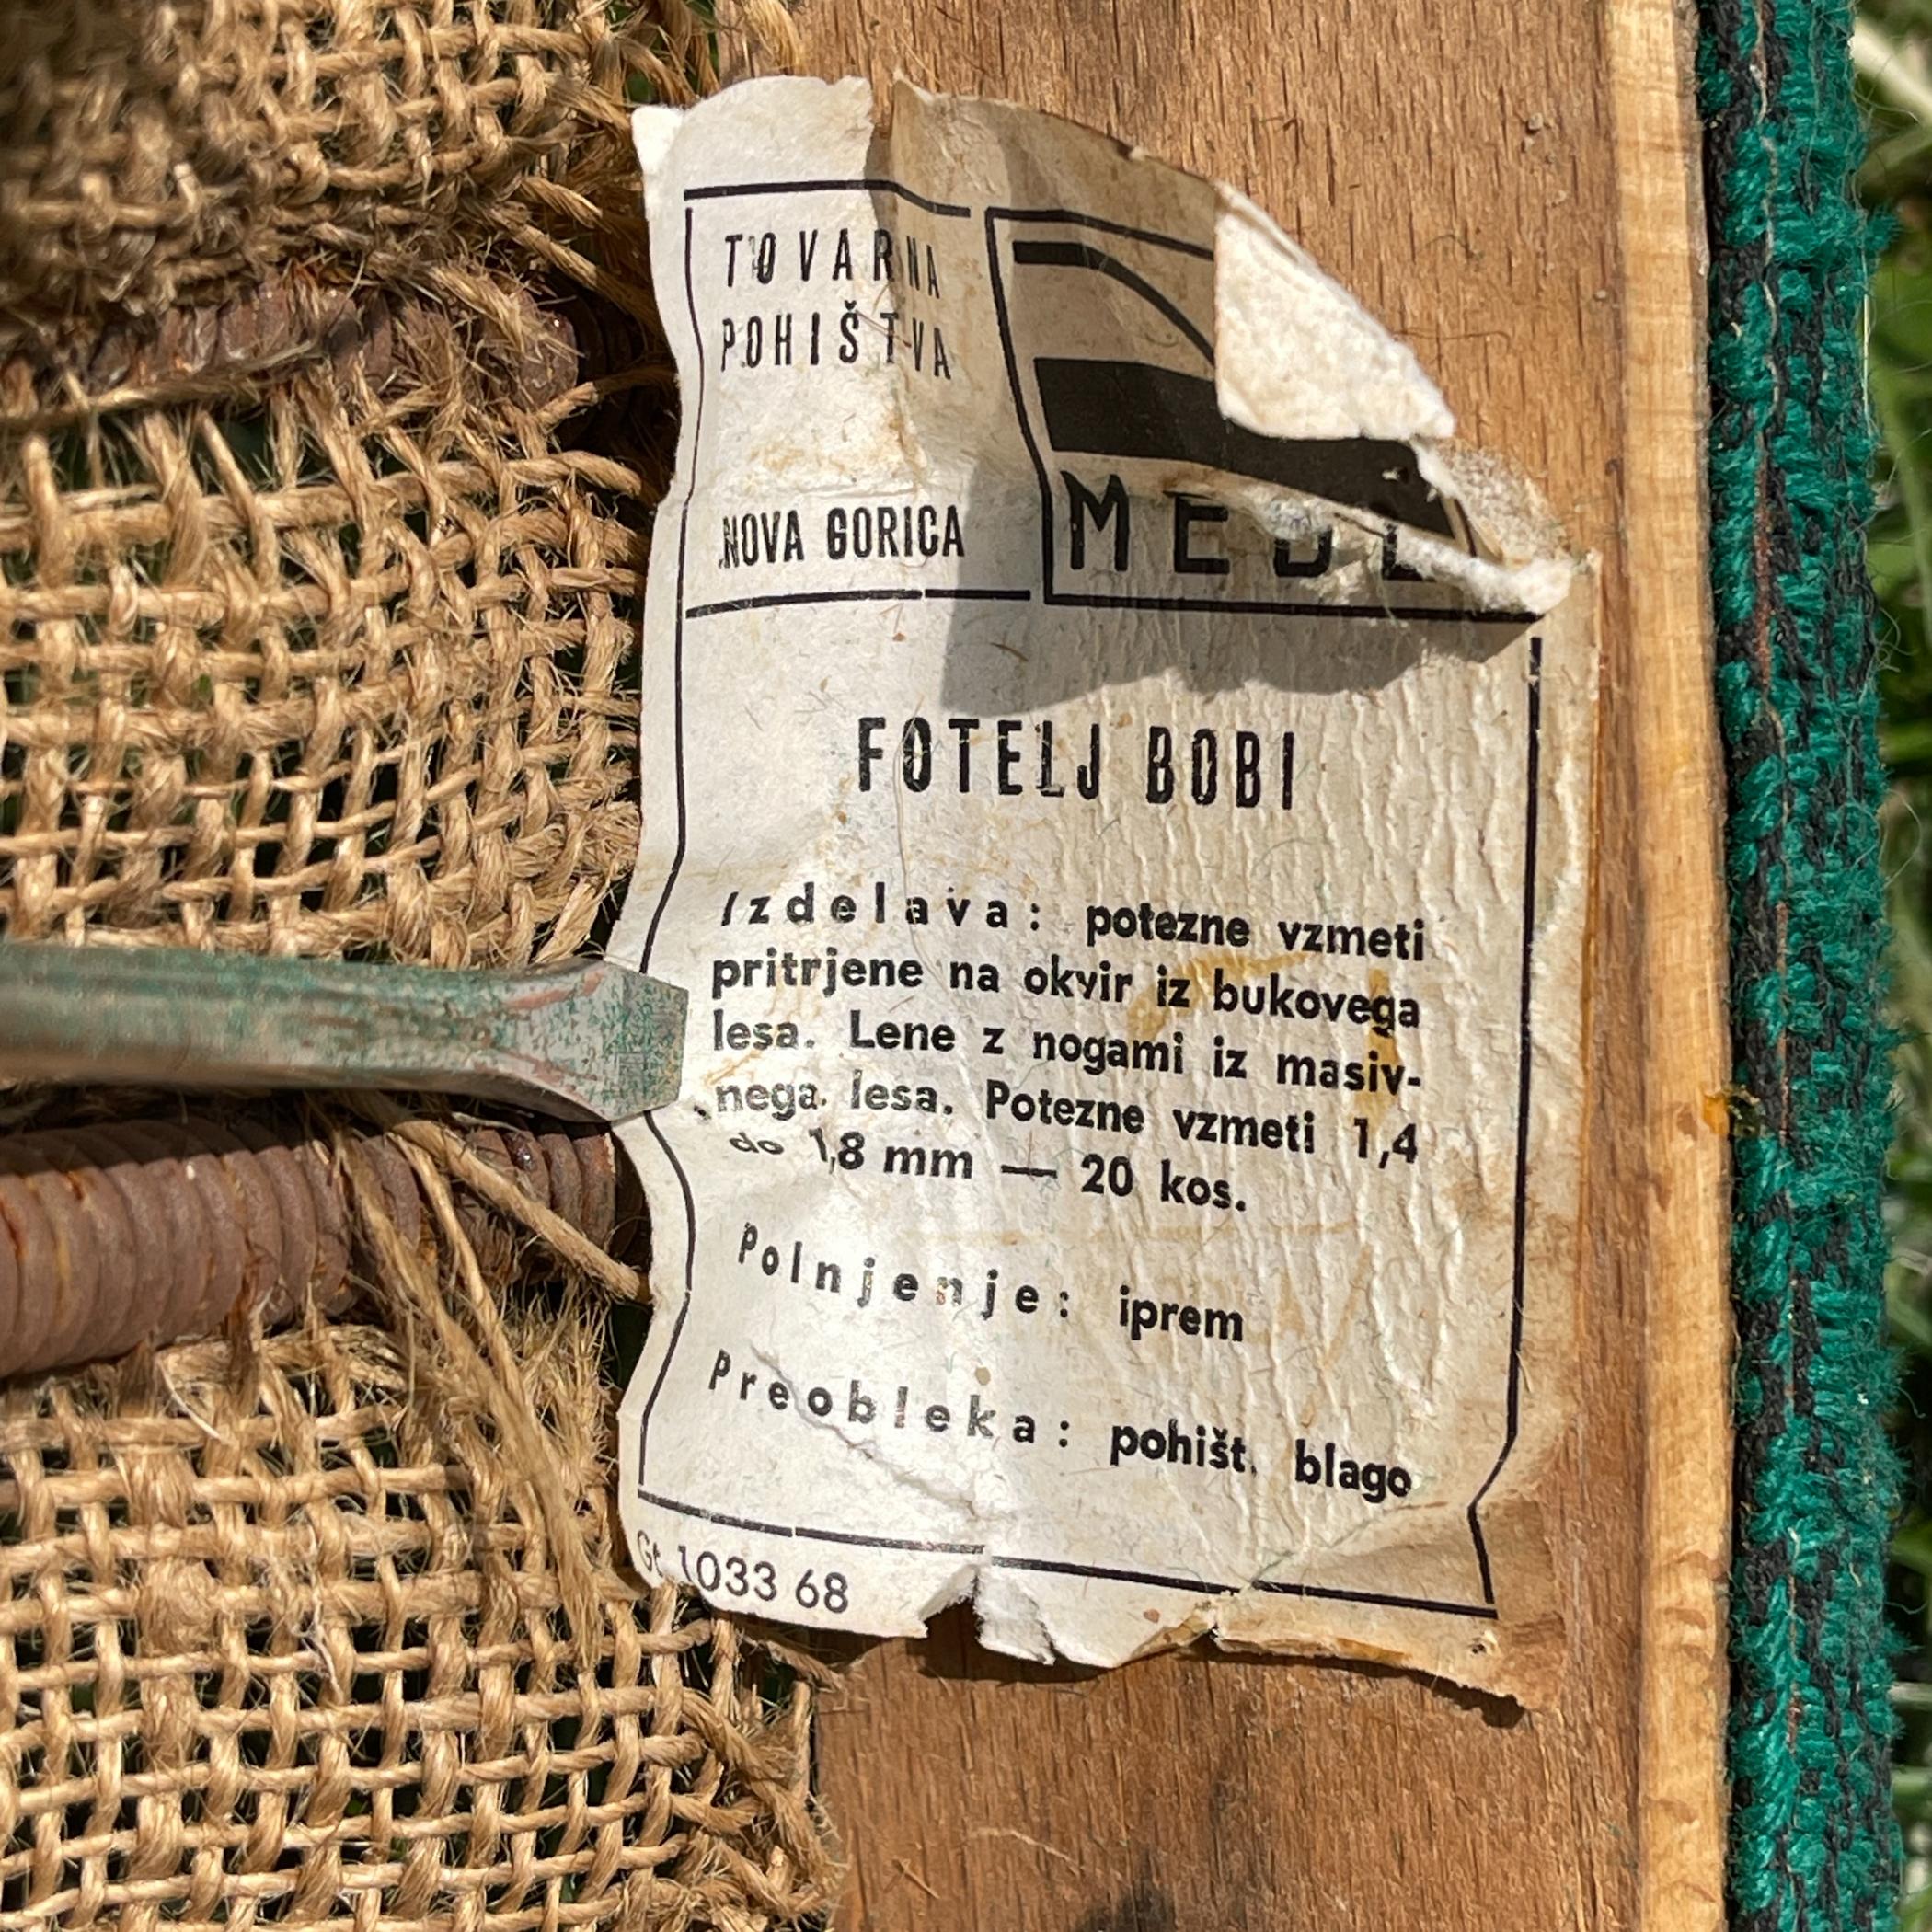 TOVARNA
POHIŠTVA
NOVA GORICA
FOTELJ BOBI
Izdelava: potezne vzmeti
pritrjene na okvir iz bukovega
lesa. Lene z nogami iz masiv-
nega lesa. Potezne vzmeti 1,4
do 1,8 mm — 20 kos.
Polnjenje: iprem
Preobleka: pohišt. blago
Gt 1033 68